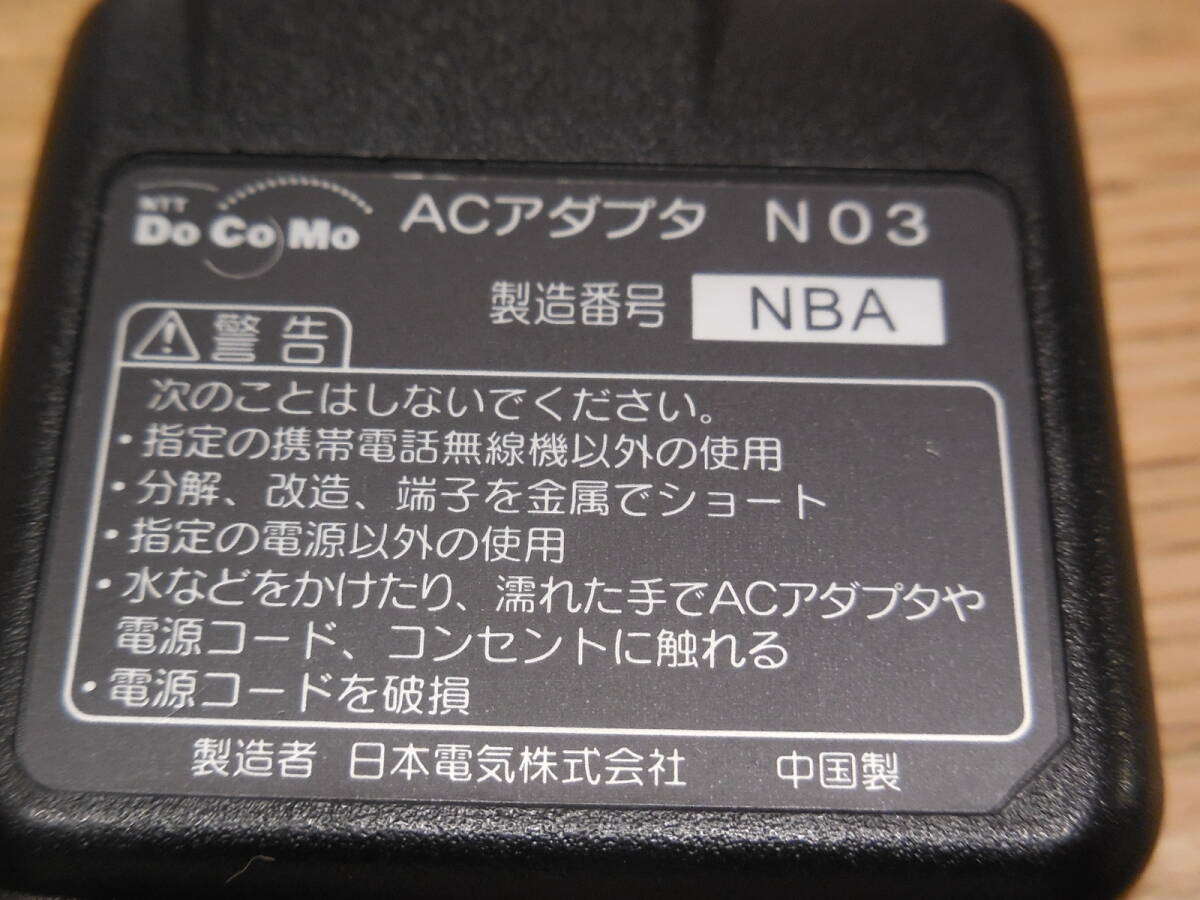 NTT
DoCoMo ACアダプタ N03
製造番号 NBA
警告
次のことはしないでください。
・指定の携帯電話無線機以外の使用
・分解、改造、端子を金属でショート
・指定の電源以外の使用
・水などをかけたり、濡れた手でACアダプタや
電源コード、コンセントに触れる
・電源コードを破損
製造者 日本電気株式会社 中国製